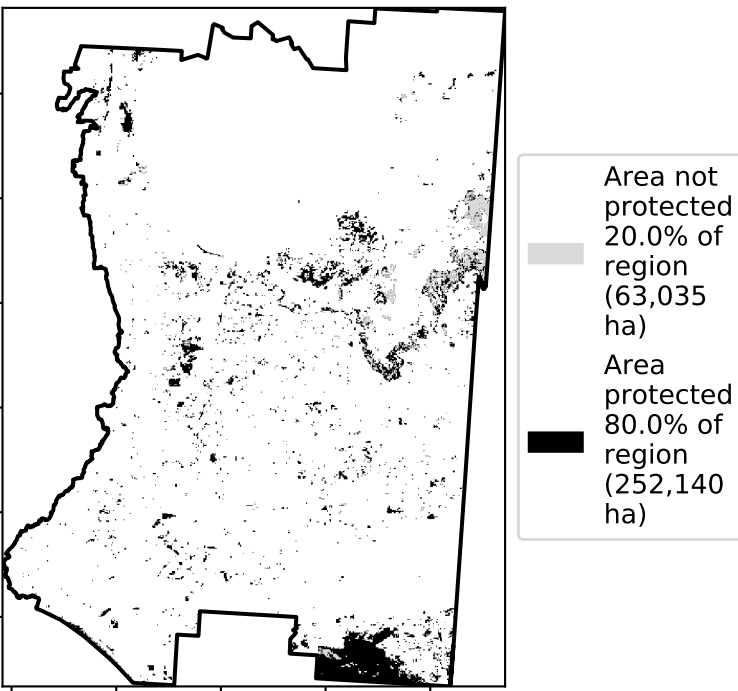 Area not
protected
20.0% of
region
(63,035
ha)
Area
protected
80.0% of
region
(252,140
ha)